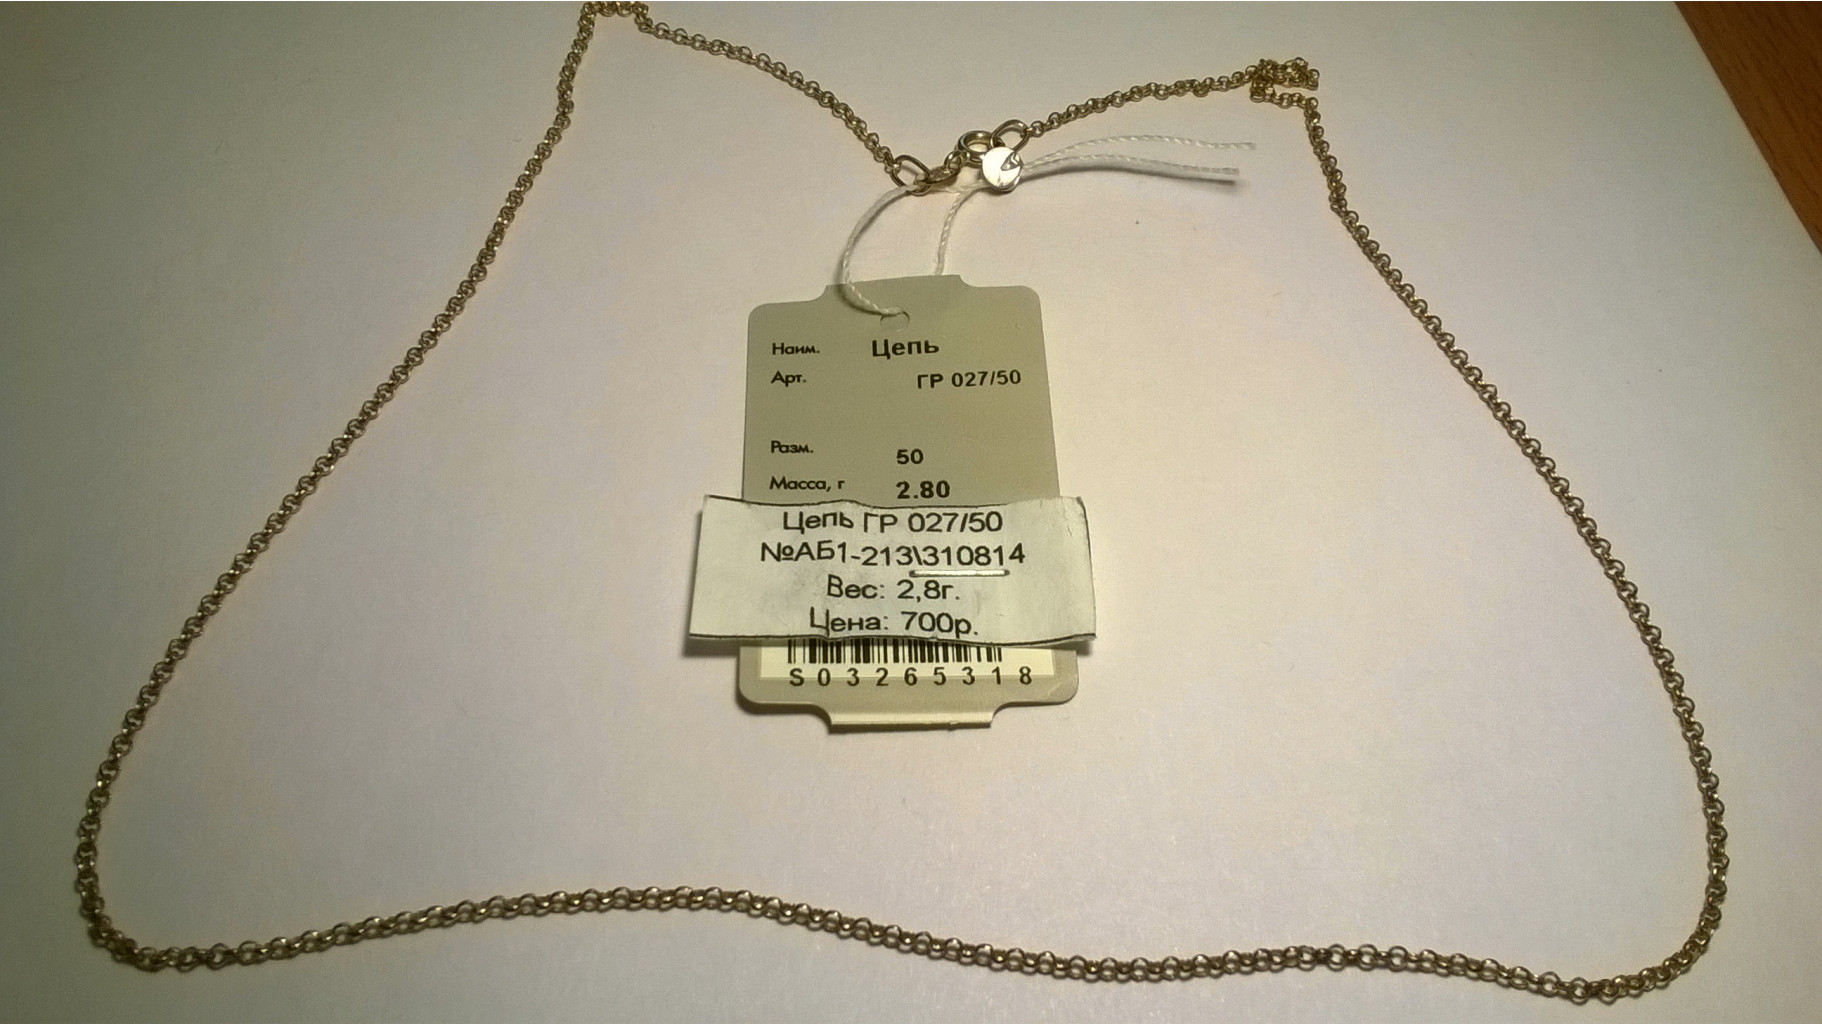 Наим. Цепь
Арт. ГР 027/50
Разм. 50
Масса, г 2.80
Цепь ГР 027/50
№АБ1-213\310814
Вес: 2,8г.
Цена: 700р.
S03265318